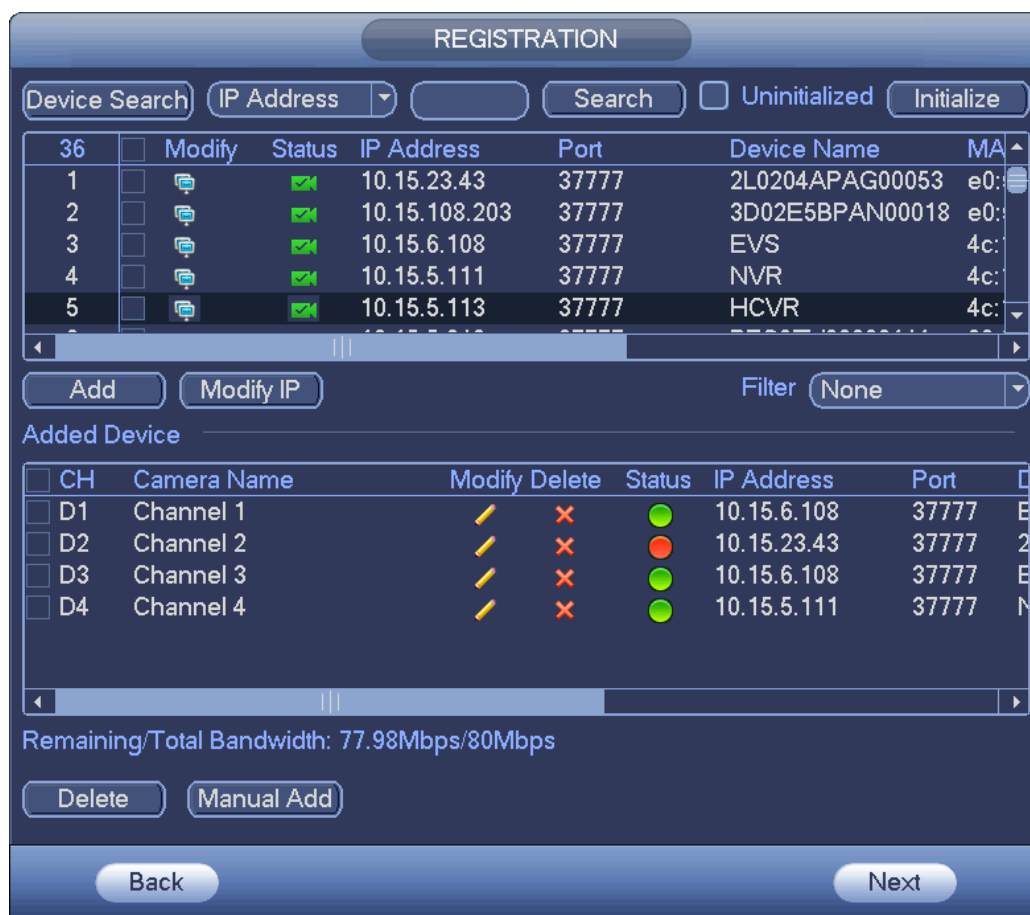 REGISTRATION
Device Search IP Address Search Uninitialized Initialize
36 Modify Status IP Address Port Device Name MA
1 10.15.23.43 37777 2L0204APAG00053 e0:
2 10.15.108.203 37777 3D02E5BPAN00018 e0:
3 10.15.6.108 37777 EVS 4c:
4 10.15.5.111 37777 NVR 4c:
5 10.15.5.113 37777 HCVR 4c:
Add Modify IP Filter None
Added Device
CH Camera Name Modify Delete Status IP Address Port
D1 Channel 1 10.15.6.108 37777 E
D2 Channel 2 10.15.23.43 37777 2
D3 Channel 3 10.15.6.108 37777 E
D4 Channel 4 10.15.5.111 37777 N
Remaining/Total Bandwidth: 77.98Mbps/80Mbps
Delete Manual Add
Back Next